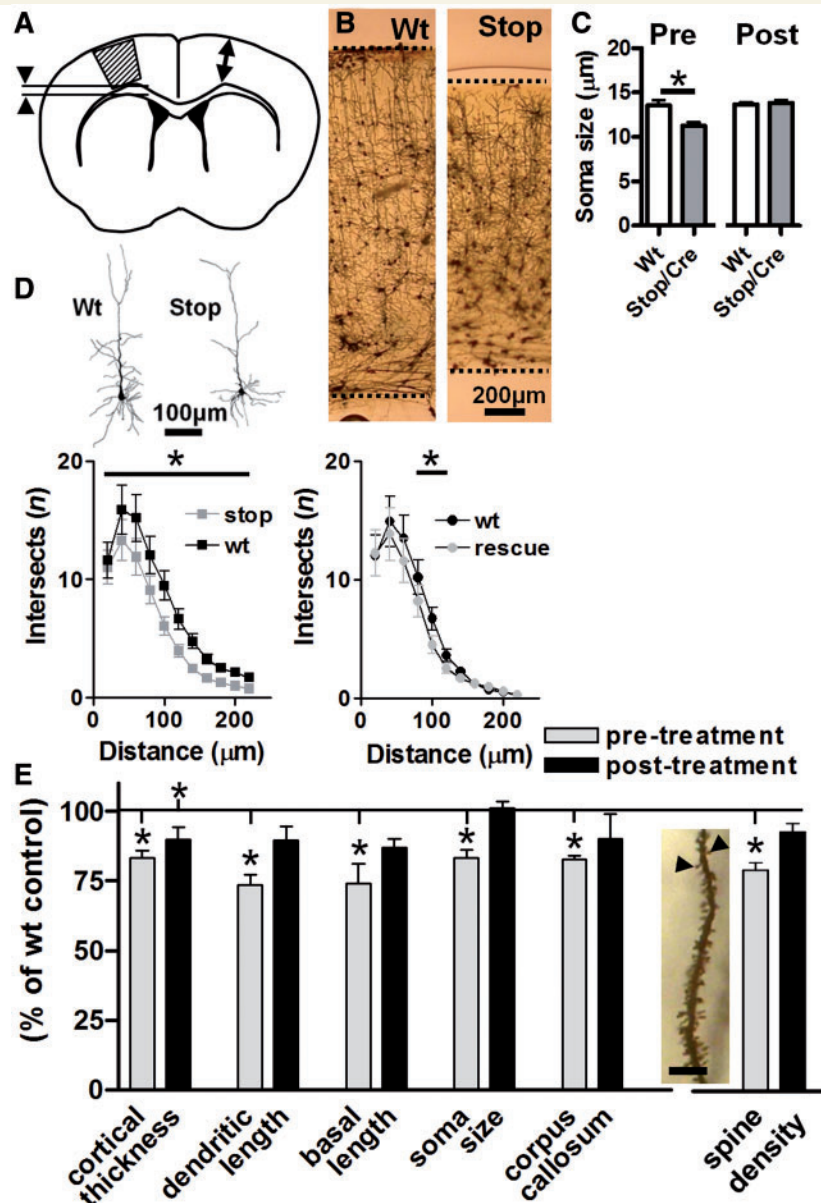 A
B
Wt
Stop
200μm
C
Pre
Post
*
Soma size (μm)
20
15
10
5
0
Wt
Stop/Cre
Wt
Stop/Cre
D
Wt
Stop
100μm
*
Intersects (n)
20
10
0
stop
wt
0
100
200
Distance (μm)
*
Intersects (n)
20
10
0
wt
rescue
0
100
200
Distance (μm)
pre-treatment
post-treatment
E
(% of wt control)
100
75
50
25
0
*
*
*
*
*
*
*
cortical
thickness
dendritic
length
basal
length
soma
size
corpus
callosum
spine
density